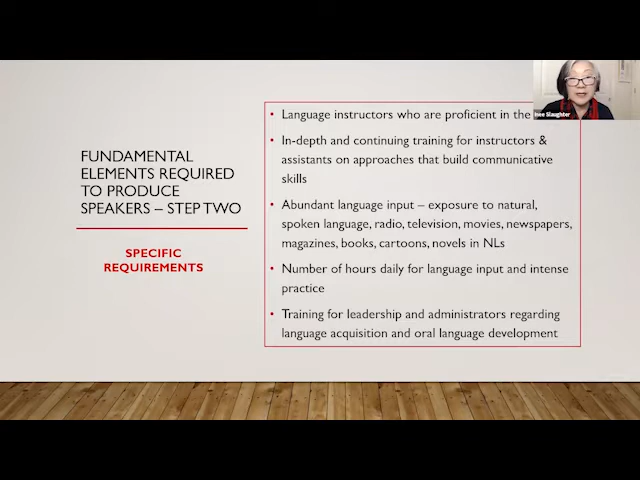 Inee Slaughter
FUNDAMENTAL
ELEMENTS REQUIRED
TO PRODUCE
SPEAKERS – STEP TWO
SPECIFIC
REQUIREMENTS
• Language instructors who are proficient in the
• In-depth and continuing training for instructors &
assistants on approaches that build communicative
skills
• Abundant language input – exposure to natural,
spoken language, radio, television, movies, newspapers,
magazines, books, cartoons, novels in NLs
• Number of hours daily for language input and intense
practice
• Training for leadership and administrators regarding
language acquisition and oral language development